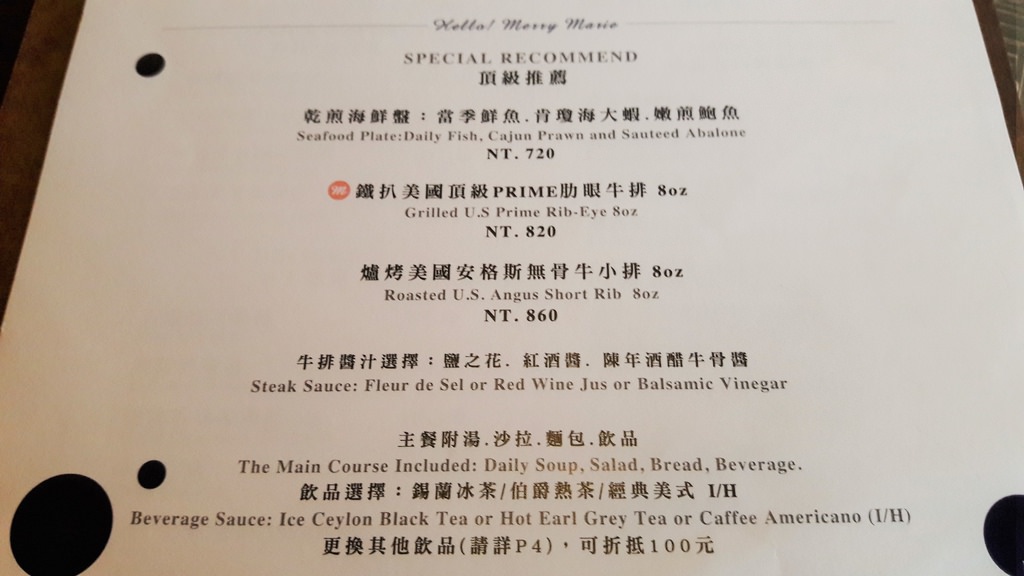 Hello! Merry Marie
SPECIAL RECOMMEND
頂級推薦
乾煎海鮮盤：當季鮮魚.肯瓊海大蝦.嫩煎鮑魚
Seafood Plate:Daily Fish, Cajun Prawn and Sauteed Abalone
NT. 720
m 鐵扒美國頂級PRIME肋眼牛排 8oz
Grilled U.S Prime Rib-Eye 8oz
NT. 820
爐烤美國安格斯無骨牛小排 8oz
Roasted U.S. Angus Short Rib 8oz
NT. 860
牛排醬汁選擇：鹽之花. 紅酒醬. 陳年酒醋牛骨醬
Steak Sauce: Fleur de Sel or Red Wine Jus or Balsamic Vinegar
主餐附湯.沙拉.麵包.飲品
The Main Course Included: Daily Soup, Salad, Bread, Beverage.
飲品選擇：錫蘭冰茶/伯爵熱茶/經典美式 I/H
Beverage Sauce: Ice Ceylon Black Tea or Hot Earl Grey Tea or Caffee Americano (I/H)
更換其他飲品(請詳P4)，可折抵100元